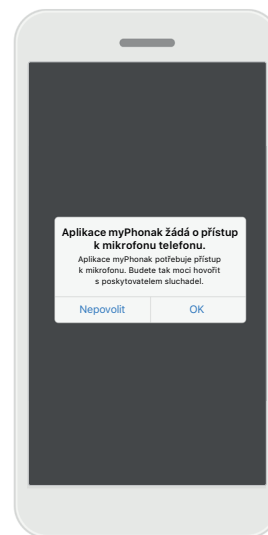 Aplikace myPhonak žádá o přístup
k mikrofonu telefonu.
Aplikace myPhonak potřebuje přístup
k mikrofonu. Budete tak moci hovořit
s poskytovatelem sluchadel.
Nepovolit OK